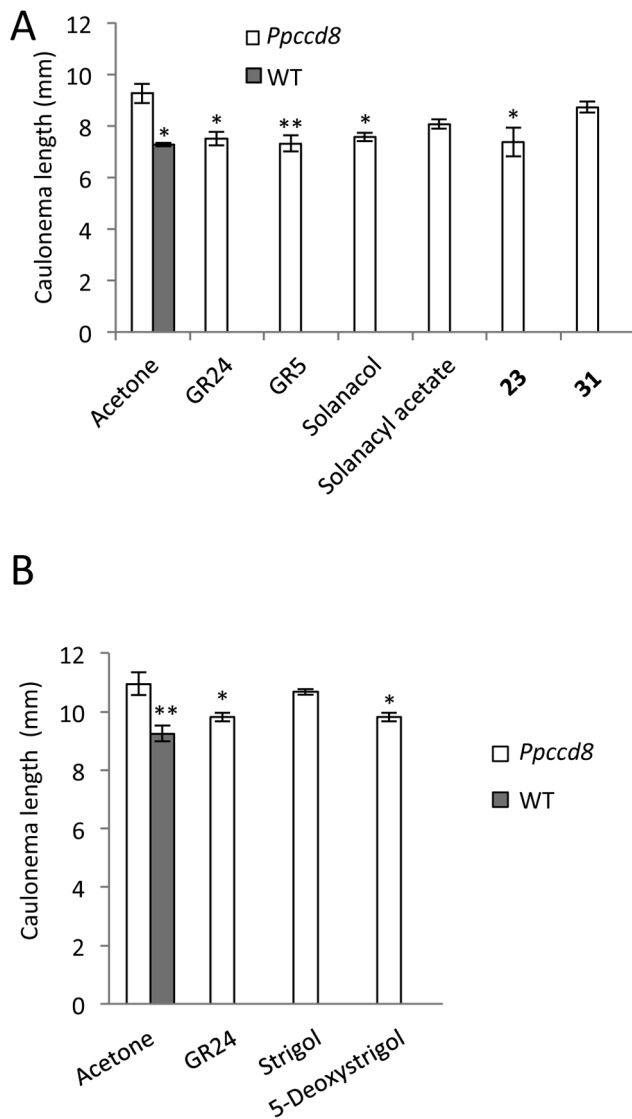 A
Caulonema length (mm)
12
10
8
6
4
2
0
Ppccd8
WT
*
*
**
*
*
Acetone
GR24
GR5
Solanacol
Solanacyl acetate
23
31
B
Caulonema length (mm)
12
10
8
6
4
2
0
**
*
*
Ppccd8
WT
Acetone
GR24
Strigol
5-Deoxystrigol